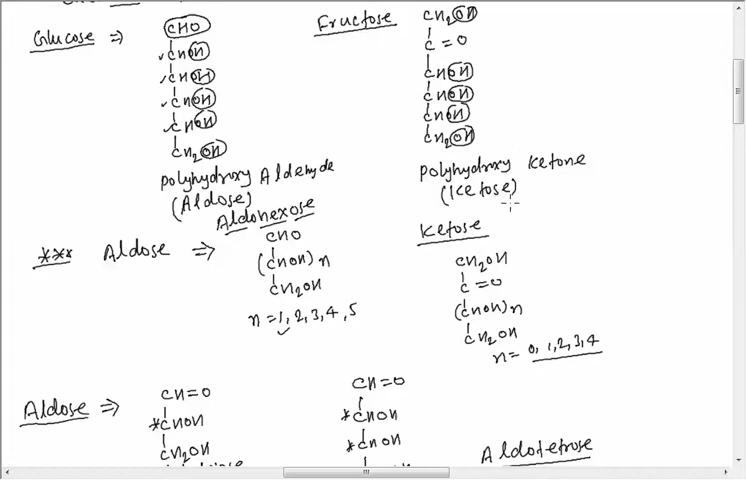 Glucose ⇒
CHO
CHOH
CHOH
CHOH
CHOH
CH2OH
Polyhydroxy Aldehyde
(Aldose)
Aldohexose
Fructose
CH2OH
C=O
CHOH
CHOH
CHOH
CH2OH
Polyhydroxy Ketone
(Ketose)
*** Aldose ⇒
CHO
(CHOH)n
CH2OH
n=1,2,3,4,5
Ketose
CH2OH
C=O
(CHOH)n
CH2OH
n= 0,1,2,3,4
Aldose ⇒
CH=O
*CHOH
CH2OH
CH=O
*CHOH
*CHOH
Aldotetrose